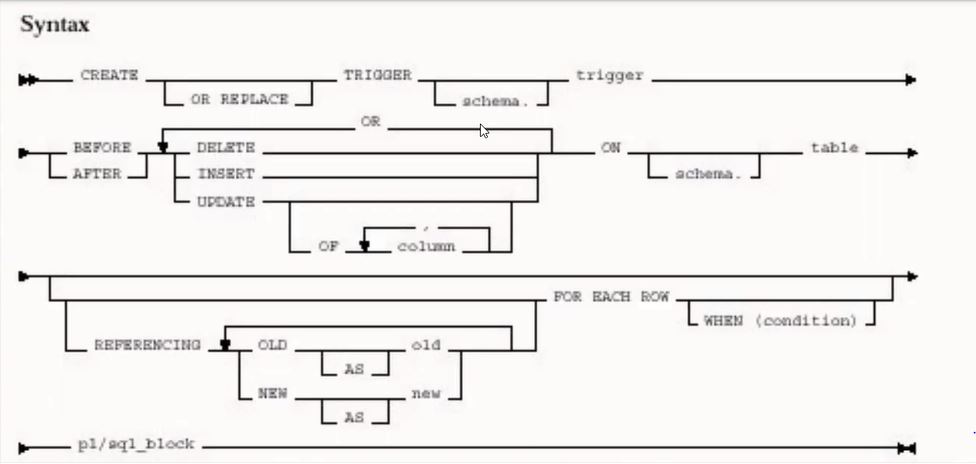 Syntax
CREATE TRIGGER trigger
OR REPLACE schema.
OR
BEFORE DELETE ON table
AFTER INSERT schema.
UPDATE
,
OF column
FOR EACH ROW
WHEN (condition)
REFERENCING OLD old
AS
NEW new
AS
pl/sql_block